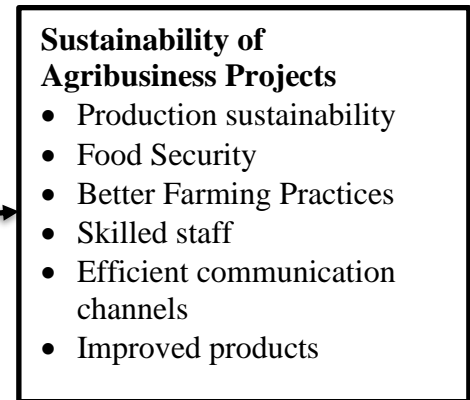 Sustainability of
Agribusiness Projects
• Production sustainability
• Food Security
• Better Farming Practices
• Skilled staff
• Efficient communication
channels
• Improved products